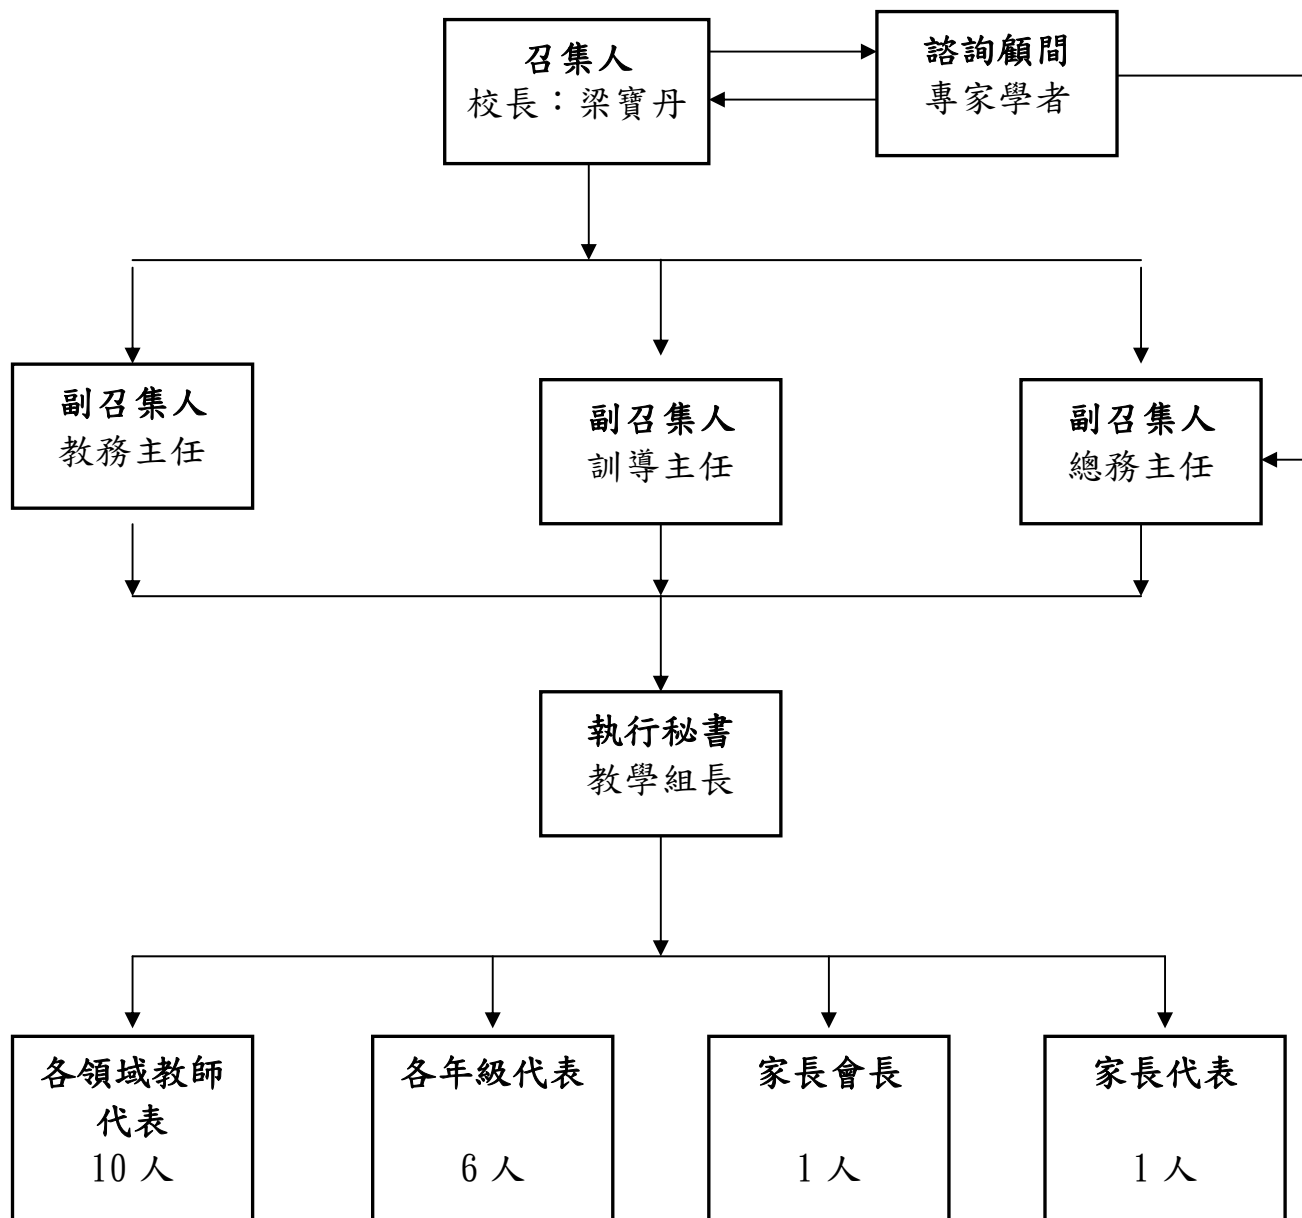 召集人
校長：梁寶丹
諮詢顧問
專家學者
副召集人
教務主任
副召集人
訓導主任
副召集人
總務主任
執行秘書
教學組長
各領域教師
代表
10 人
各年級代表
6 人
家長會長
1 人
家長代表
1 人